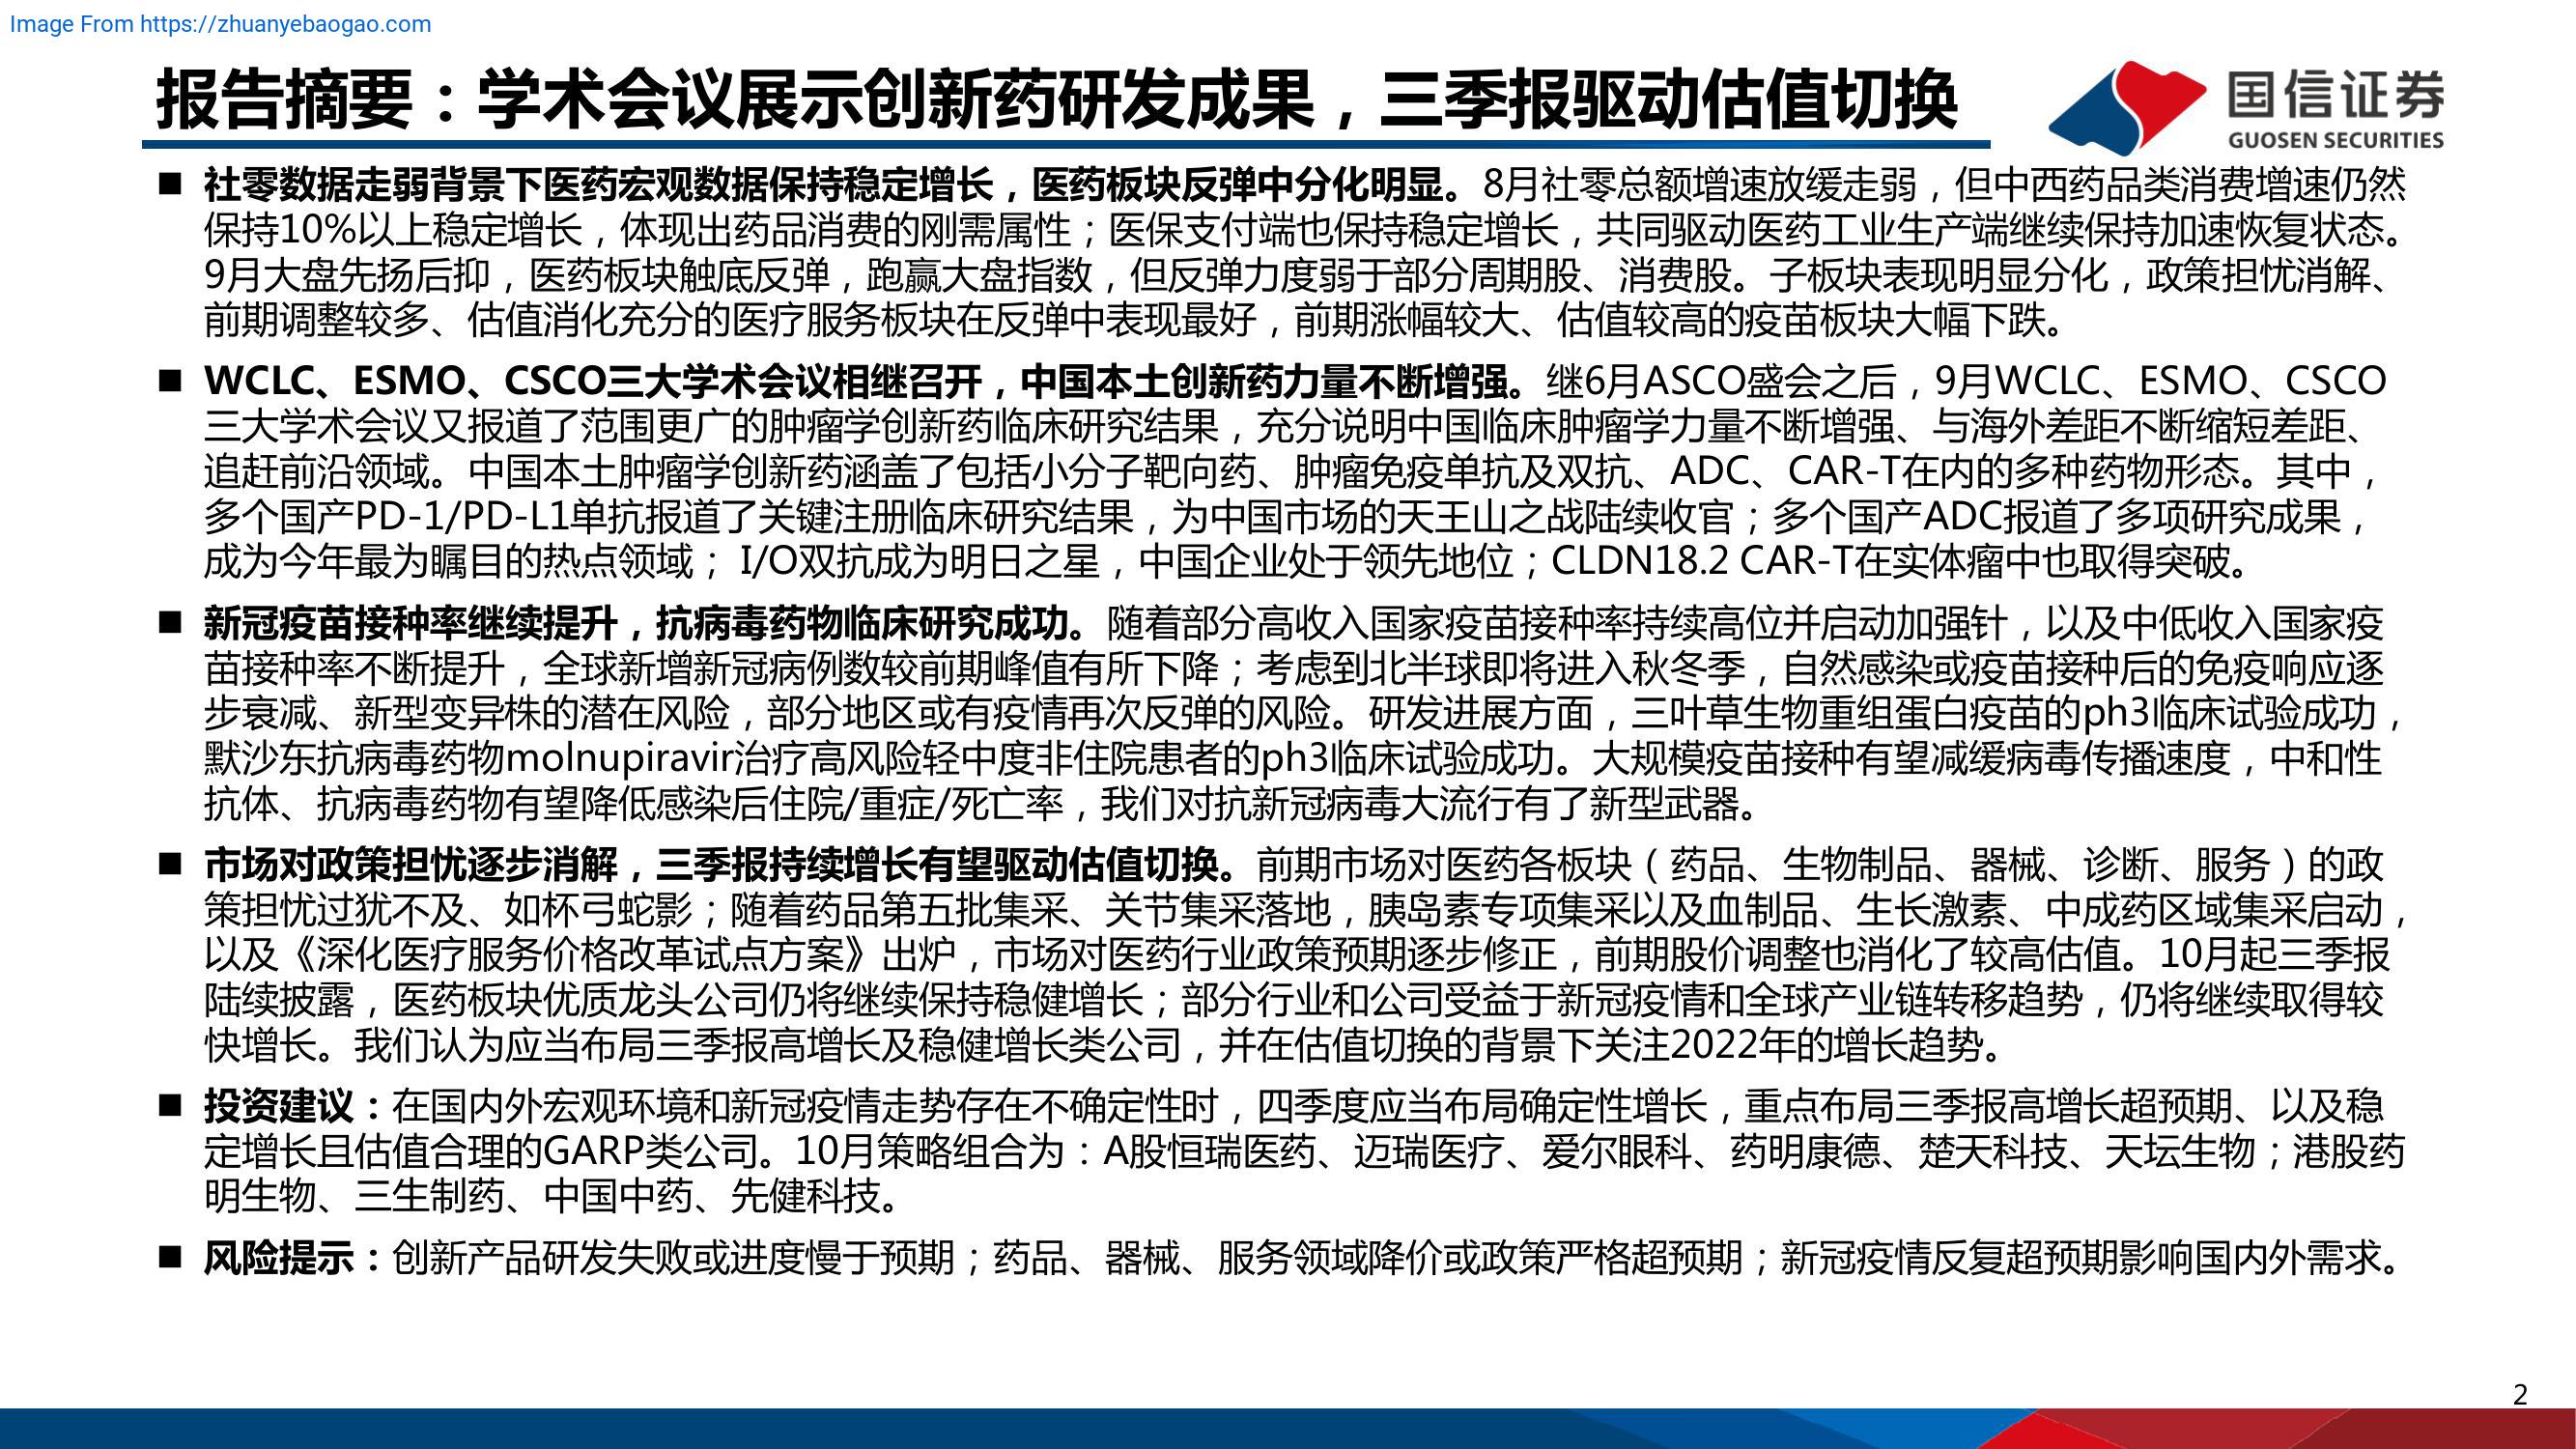 Image From https://zhuanyebaogao.com
报告摘要：学术会议展示创新药研发成果，三季报驱动估值切换
国信证券
GUOSEN SECURITIES
■ 社零数据走弱背景下医药宏观数据保持稳定增长，医药板块反弹中分化明显。8月社零总额增速放缓走弱，但中西药品类消费增速仍然
保持10%以上稳定增长，体现出药品消费的刚需属性；医保支付端也保持稳定增长，共同驱动医药工业生产端继续保持加速恢复状态。
9月大盘先扬后抑，医药板块触底反弹，跑赢大盘指数，但反弹力度弱于部分周期股、消费股。子板块表现明显分化，政策担忧消解、
前期调整较多、估值消化充分的医疗服务板块在反弹中表现最好，前期涨幅较大、估值较高的疫苗板块大幅下跌。
■ WCLC、ESMO、CSCO三大学术会议相继召开，中国本土创新药力量不断增强。继6月ASCO盛会之后，9月WCLC、ESMO、CSCO
三大学术会议又报道了范围更广的肿瘤学创新药临床研究结果，充分说明中国临床肿瘤学力量不断增强、与海外差距不断缩短差距、
追赶前沿领域。中国本土肿瘤学创新药涵盖了包括小分子靶向药、肿瘤免疫单抗及双抗、ADC、CAR-T在内的多种药物形态。其中，
多个国产PD-1/PD-L1单抗报道了关键注册临床研究结果，为中国市场的天王山之战陆续收官；多个国产ADC报道了多项研究成果，
成为今年最为瞩目的热点领域； I/O双抗成为明日之星，中国企业处于领先地位；CLDN18.2 CAR-T在实体瘤中也取得突破。
■ 新冠疫苗接种率继续提升，抗病毒药物临床研究成功。随着部分高收入国家疫苗接种率持续高位并启动加强针，以及中低收入国家疫
苗接种率不断提升，全球新增新冠病例数较前期峰值有所下降；考虑到北半球即将进入秋冬季，自然感染或疫苗接种后的免疫响应逐
步衰减、新型变异株的潜在风险，部分地区或有疫情再次反弹的风险。研发进展方面，三叶草生物重组蛋白疫苗的ph3临床试验成功，
默沙东抗病毒药物molnupiravir治疗高风险轻中度非住院患者的ph3临床试验成功。大规模疫苗接种有望减缓病毒传播速度，中和性
抗体、抗病毒药物有望降低感染后住院/重症/死亡率，我们对抗新冠病毒大流行有了新型武器。
■ 市场对政策担忧逐步消解，三季报持续增长有望驱动估值切换。前期市场对医药各板块（药品、生物制品、器械、诊断、服务）的政
策担忧过犹不及、如杯弓蛇影；随着药品第五批集采、关节集采落地，胰岛素专项集采以及血制品、生长激素、中成药区域集采启动，
以及《深化医疗服务价格改革试点方案》出炉，市场对医药行业政策预期逐步修正，前期股价调整也消化了较高估值。10月起三季报
陆续披露，医药板块优质龙头公司仍将继续保持稳健增长；部分行业和公司受益于新冠疫情和全球产业链转移趋势，仍将继续取得较
快增长。我们认为应当布局三季报高增长及稳健增长类公司，并在估值切换的背景下关注2022年的增长趋势。
■ 投资建议：在国内外宏观环境和新冠疫情走势存在不确定性时，四季度应当布局确定性增长，重点布局三季报高增长超预期、以及稳
定增长且估值合理的GARP类公司。10月策略组合为：A股恒瑞医药、迈瑞医疗、爱尔眼科、药明康德、楚天科技、天坛生物；港股药
明生物、三生制药、中国中药、先健科技。
■ 风险提示：创新产品研发失败或进度慢于预期；药品、器械、服务领域降价或政策严格超预期；新冠疫情反复超预期影响国内外需求。
2